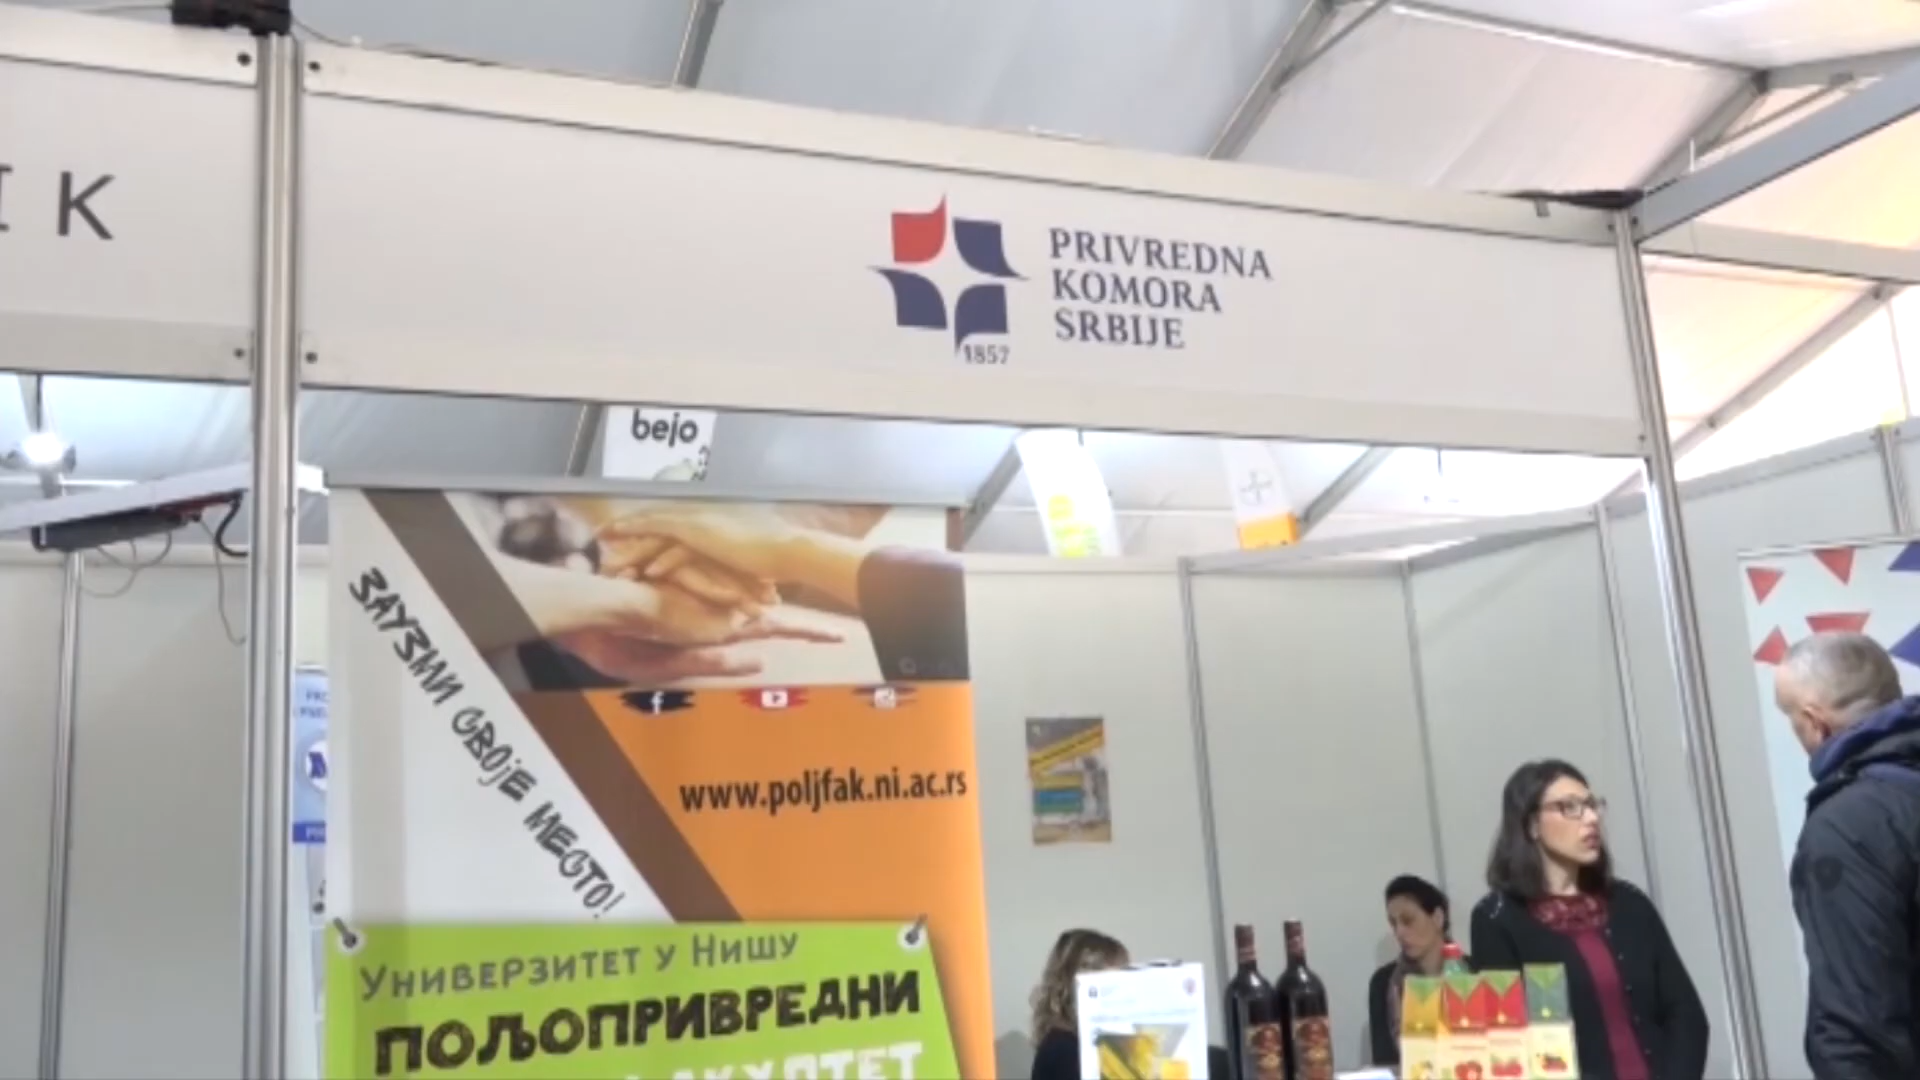 K
PRIVREDNA
KOMORA
SRBIJE
1857
bejo
ЗАУЗМИ СВОЈЕ МЕСТО!
www.poljfak.ni.ac.rs
Универзитет у Нишу
ПОЉОПРИВРЕДНИ